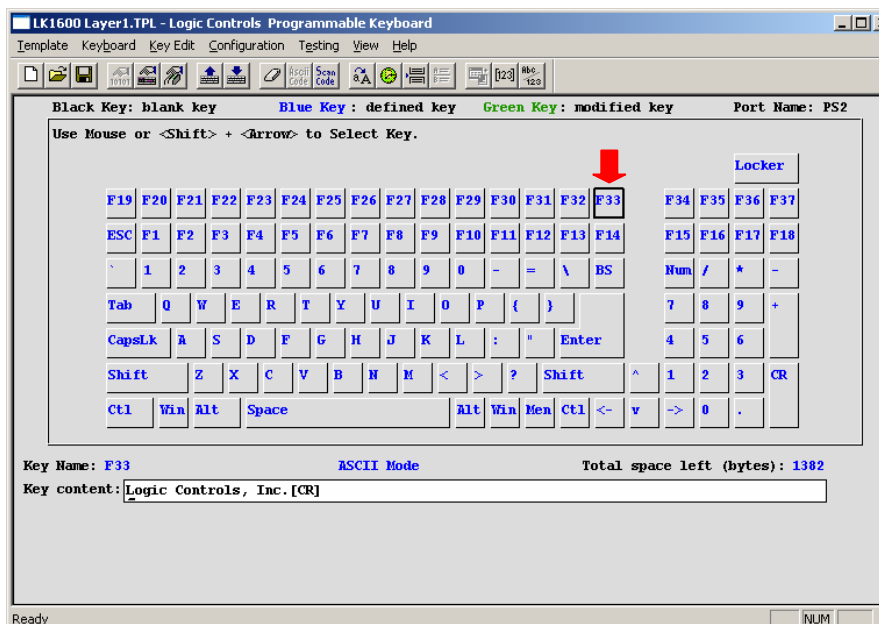 LK1600 Layer1.TPL - Logic Controls Programmable Keyboard
Template Keyboard Key Edit Configuration Testing View Help
10101 Ascii Code Scan Code aA [123] Abc 123
Black Key: blank key Blue Key : defined key Green Key : modified key Port Name: PS2
Use Mouse or <Shift> + <Arrow> to Select Key.
Locker
F19 F20 F21 F22 F23 F24 F25 F26 F27 F28 F29 F30 F31 F32 F33 F34 F35 F36 F37
ESC F1 F2 F3 F4 F5 F6 F7 F8 F9 F10 F11 F12 F13 F14 F15 F16 F17 F18
` 1 2 3 4 5 6 7 8 9 0 - = \ BS Num / * -
Tab Q W E R T Y U I O P { } 7 8 9 +
CapsLk A S D F G H J K L : " Enter 4 5 6
Shift Z X C V B N M < > ? Shift ^ 1 2 3 CR
Ctl Win Alt Space Alt Win Men Ctl <- v -> 0 .
Key Name: F33 ASCII Mode Total space left (bytes): 1382
Key content: Logic Controls, Inc.[CR]
Ready NUM